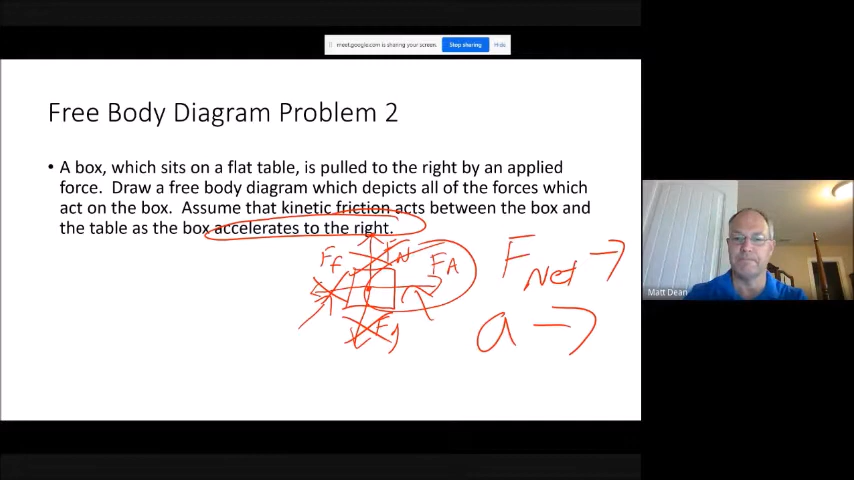 meet.google.com is sharing your screen.
Stop sharing
Hide
Free Body Diagram Problem 2
• A box, which sits on a flat table, is pulled to the right by an applied
force. Draw a free body diagram which depicts all of the forces which
act on the box. Assume that kinetic friction acts between the box and
the table as the box accelerates to the right.
Ff FN FA
Fg
FNet →
a →
Matt Dean